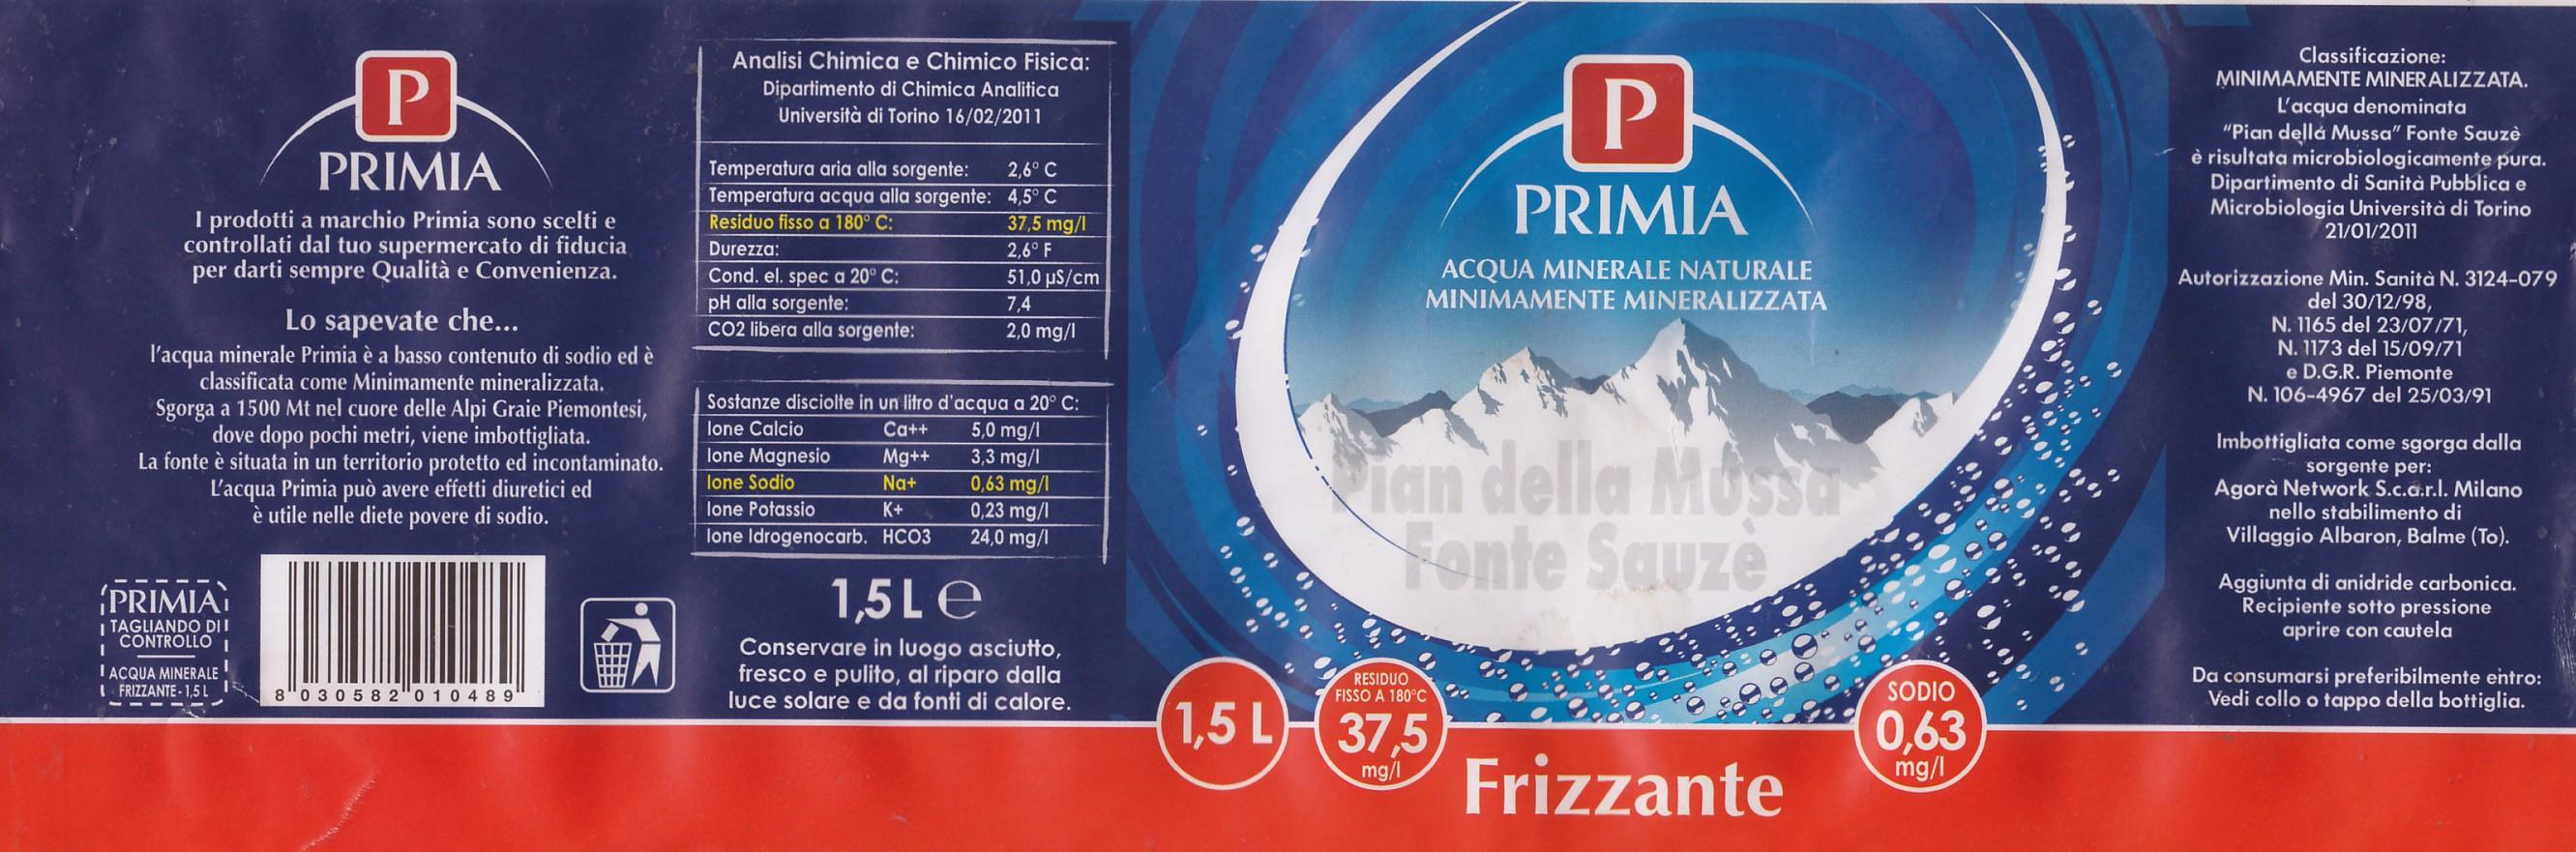 P
PRIMIA
I prodotti a marchio Primia sono scelti e
controllati dal tuo supermercato di fiducia
per darti sempre Qualità e Convenienza.
Lo sapevate che...
l'acqua minerale Primia è a basso contenuto di sodio ed è
classificata come Minimamente mineralizzata.
Sgorga a 1500 Mt nel cuore delle Alpi Graie Piemontesi,
dove dopo pochi metri, viene imbottigliata.
La fonte è situata in un territorio protetto ed incontaminato.
L'acqua Primia può avere effetti diuretici ed
è utile nelle diete povere di sodio.
PRIMIA
TAGLIANDO DI
CONTROLLO
ACQUA MINERALE
FRIZZANTE - 1,5 L
8 030582 010489
Analisi Chimica e Chimico Fisica:
Dipartimento di Chimica Analitica
Università di Torino 16/02/2011
Temperatura aria alla sorgente: 2,6° C
Temperatura acqua alla sorgente: 4,5° C
Residuo fisso a 180° C: 37,5 mg/l
Durezza: 2,6° F
Cond. el. spec a 20° C: 51,0 µS/cm
pH alla sorgente: 7,4
CO2 libera alla sorgente: 2,0 mg/l
Sostanze disciolte in un litro d'acqua a 20° C:
Ione Calcio Ca++ 5,0 mg/l
Ione Magnesio Mg++ 3,3 mg/l
Ione Sodio Na+ 0,63 mg/l
Ione Potassio K+ 0,23 mg/l
Ione Idrogenocarb. HCO3 24,0 mg/l
1,5 L e
Conservare in luogo asciutto,
fresco e pulito, al riparo dalla
luce solare e da fonti di calore.
P
PRIMIA
ACQUA MINERALE NATURALE
MINIMAMENTE MINERALIZZATA
Pian della Mussa
Fonte Sauzè
1,5 L
RESIDUO
FISSO A 180°C
37,5
mg/l
Frizzante
SODIO
0,63
mg/l
Classificazione:
MINIMAMENTE MINERALIZZATA.
L'acqua denominata
"Pian della Mussa" Fonte Sauzè
è risultata microbiologicamente pura.
Dipartimento di Sanità Pubblica e
Microbiologia Università di Torino
21/01/2011
Autorizzazione Min. Sanità N. 3124-079
del 30/12/98,
N. 1165 del 23/07/71,
N. 1173 del 15/09/71
e D.G.R. Piemonte
N. 106-4967 del 25/03/91
Imbottigliata come sgorga dalla
sorgente per:
Agorà Network S.c.a.r.l. Milano
nello stabilimento di
Villaggio Albaron, Balme (To).
Aggiunta di anidride carbonica.
Recipiente sotto pressione
aprire con cautela
Da consumarsi preferibilmente entro:
Vedi collo o tappo della bottiglia.